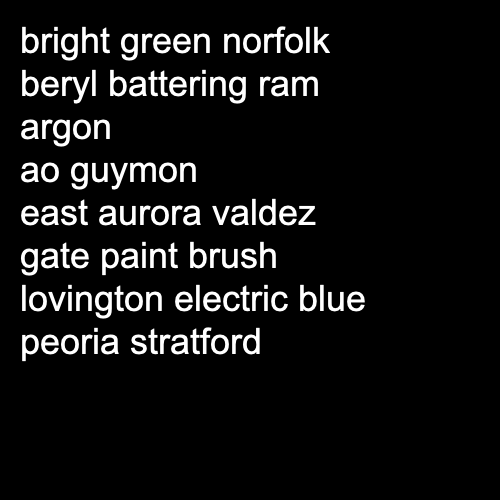 bright green norfolk
beryl battering ram
argon
ao guymon
east aurora valdez
gate paint brush
lovington electric blue
peoria stratford